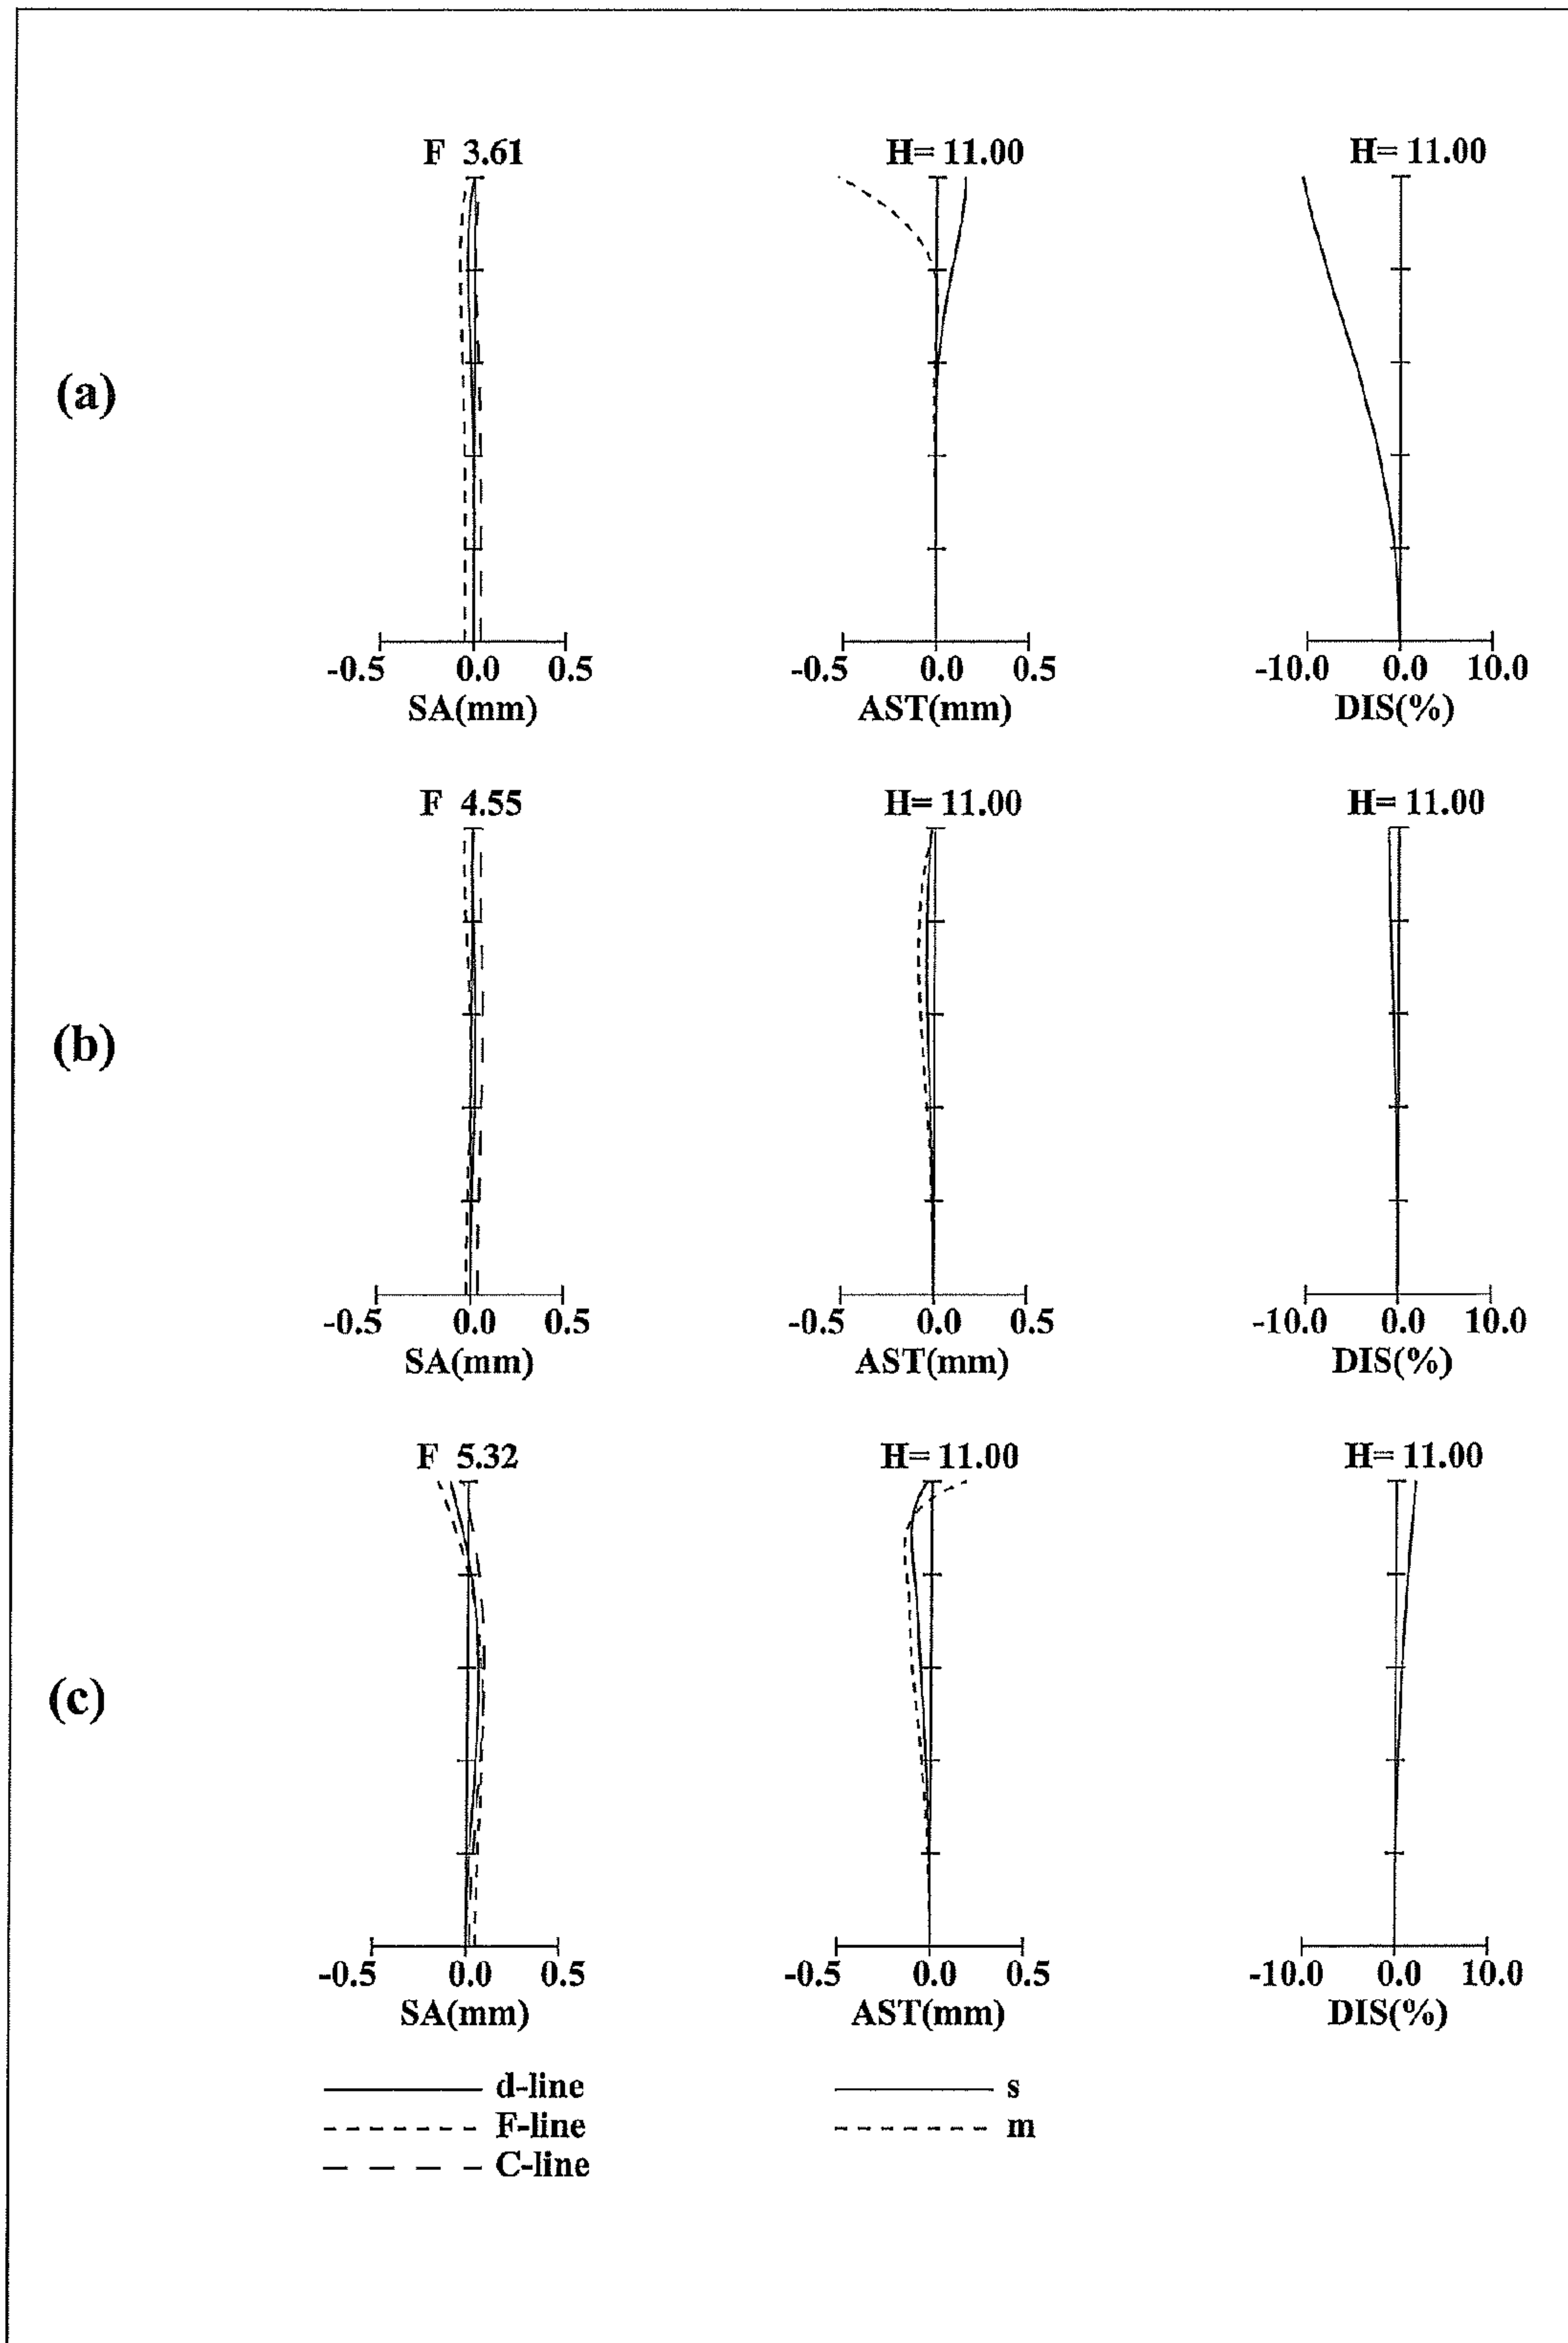 F 3.61 H= 11.00 H= 11.00
(a)
-0.5 0.0 0.5 -0.5 0.0 0.5 -10.0 0.0 10.0
SA(mm) AST(mm) DIS(%)
F 4.55 H= 11.00 H= 11.00
(b)
-0.5 0.0 0.5 -0.5 0.0 0.5 -10.0 0.0 10.0
SA(mm) AST(mm) DIS(%)
F 5.32 H= 11.00 H= 11.00
(c)
-0.5 0.0 0.5 -0.5 0.0 0.5 -10.0 0.0 10.0
SA(mm) AST(mm) DIS(%)
d-line s
F-line m
C-line